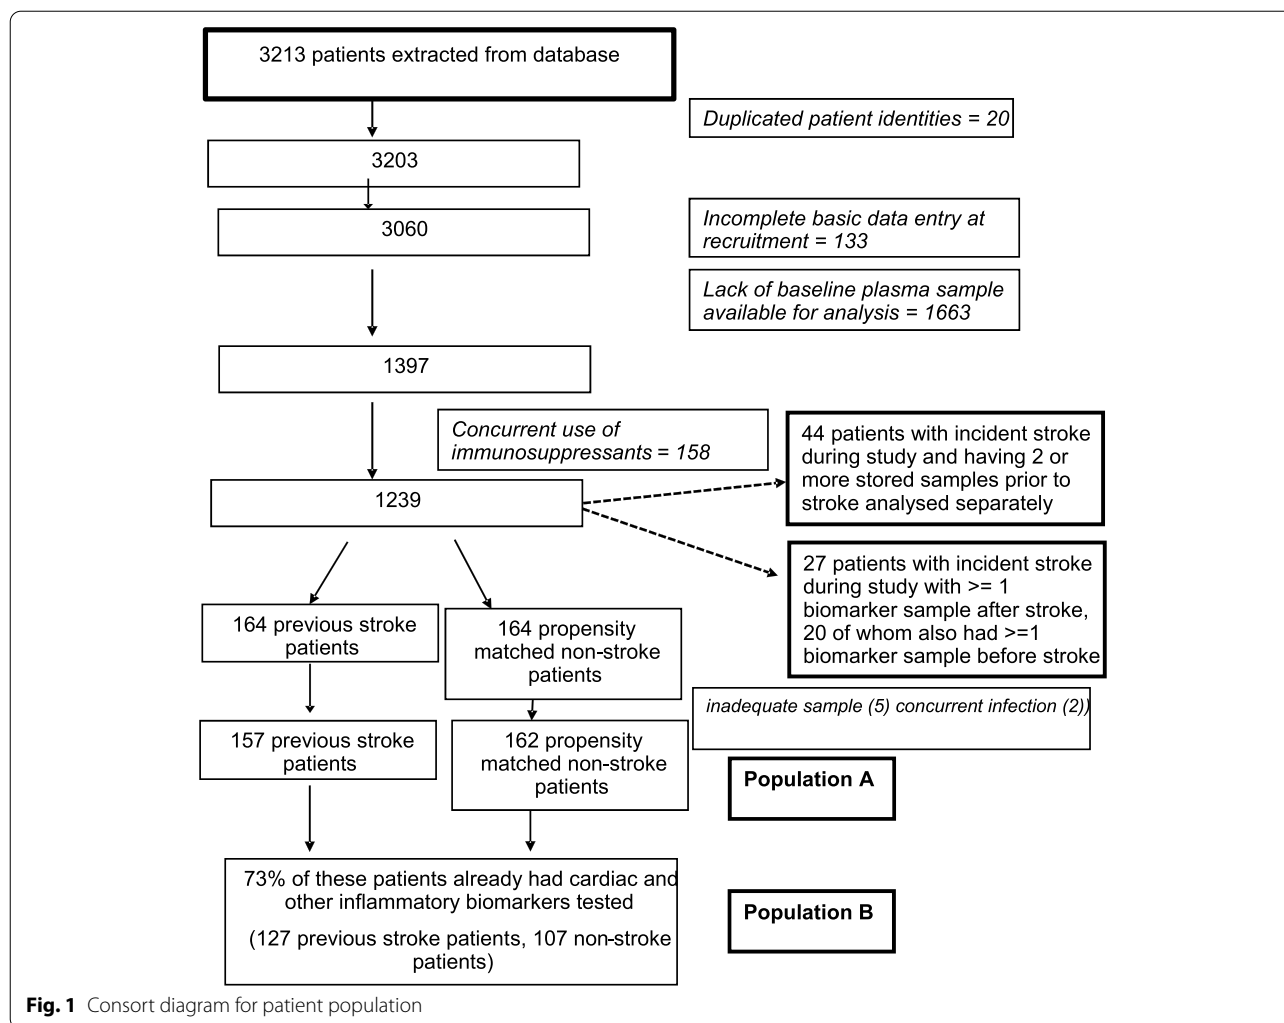 3213 patients extracted from database
Duplicated patient identities = 20
3203
Incomplete basic data entry at
recruitment = 133
3060
Lack of baseline plasma sample
available for analysis = 1663
1397
Concurrent use of
immunosuppressants = 158
44 patients with incident stroke
during study and having 2 or
more stored samples prior to
stroke analysed separately
1239
27 patients with incident stroke
during study with >= 1
biomarker sample after stroke,
20 of whom also had >=1
biomarker sample before stroke
164 previous stroke
patients
164 propensity
matched non-stroke
patients
inadequate sample (5) concurrent infection (2))
157 previous stroke
patients
162 propensity
matched non-stroke
patients
Population A
73% of these patients already had cardiac and
other inflammatory biomarkers tested
(127 previous stroke patients, 107 non-stroke
patients)
Population B
Fig. 1 Consort diagram for patient population